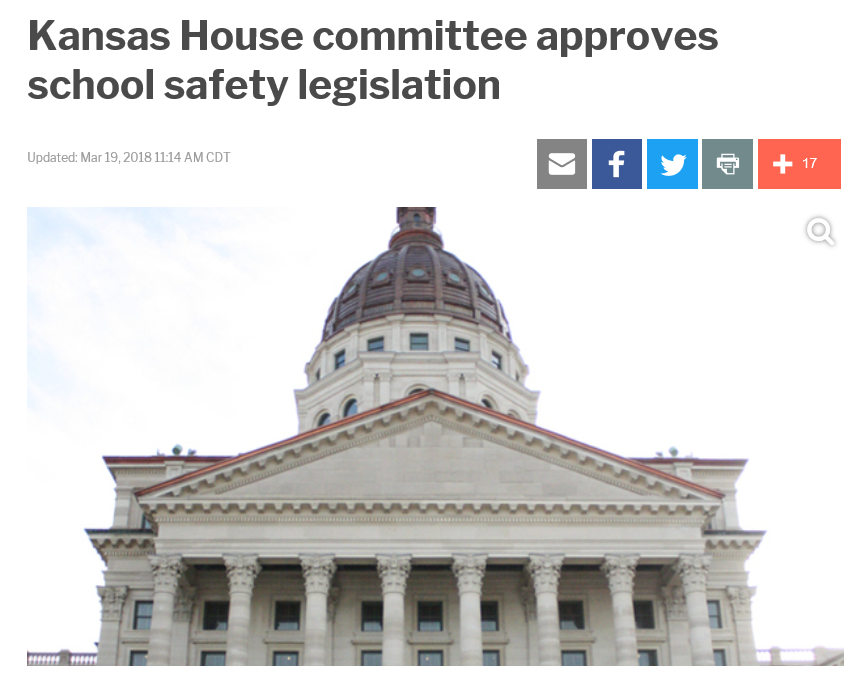 Kansas House committee approves
school safety legislation
Updated: Mar 19, 2018 11:14 AM CDT
17